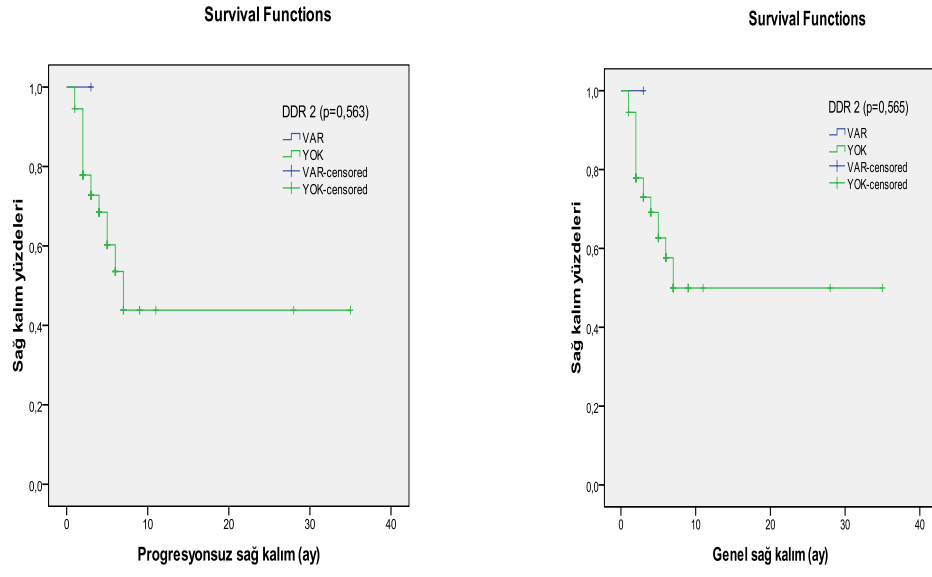 Survival Functions
DDR 2 (p=0,563)
VAR
YOK
VAR-censored
YOK-censored
1,0
0,8
0,6
0,4
0,2
0,0
Sağ kalım yüzdeleri
0 10 20 30 40
Progresyonsuz sağ kalım (ay)
Survival Functions
DDR 2 (p=0,565)
VAR
YOK
VAR-censored
YOK-censored
1,0
0,8
0,6
0,4
0,2
0,0
Sağ kalım yüzdeleri
0 10 20 30 40
Genel sağ kalım (ay)